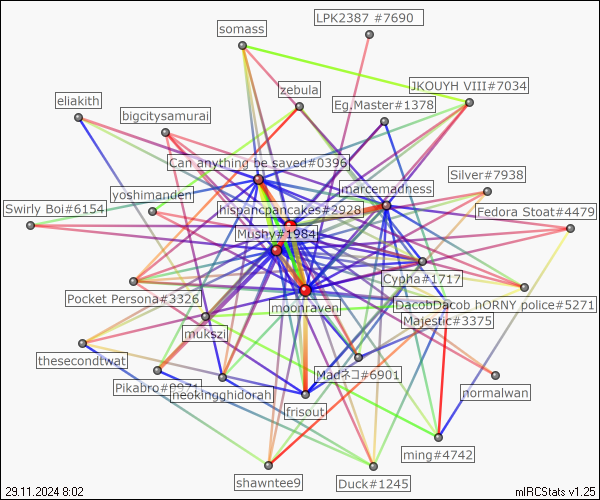 LPK2387 #7690
somass
zebula
JKOUYH VIII#7034
eliakith
Eg.Master#1378
bigcitysamurai
Can anything be saved#0396
Silver#7938
marcemadness
yoshimanden
Swirly Boi#6154
hispancpancakes#2928
Fedora Stoat#4479
Mushy#1984
Cypha#1717
Pocket Persona#3326
moonraven
DacobDacob hORNY police#5271
Majestic#3375
mukszi
thesecondtwat
Madネコ#6901
Pikabro#9971
neokingghidorah
normalwan
frisout
ming#4742
shawntee9
Duck#1245
29.11.2024 8:02
mIRCStats v1.25